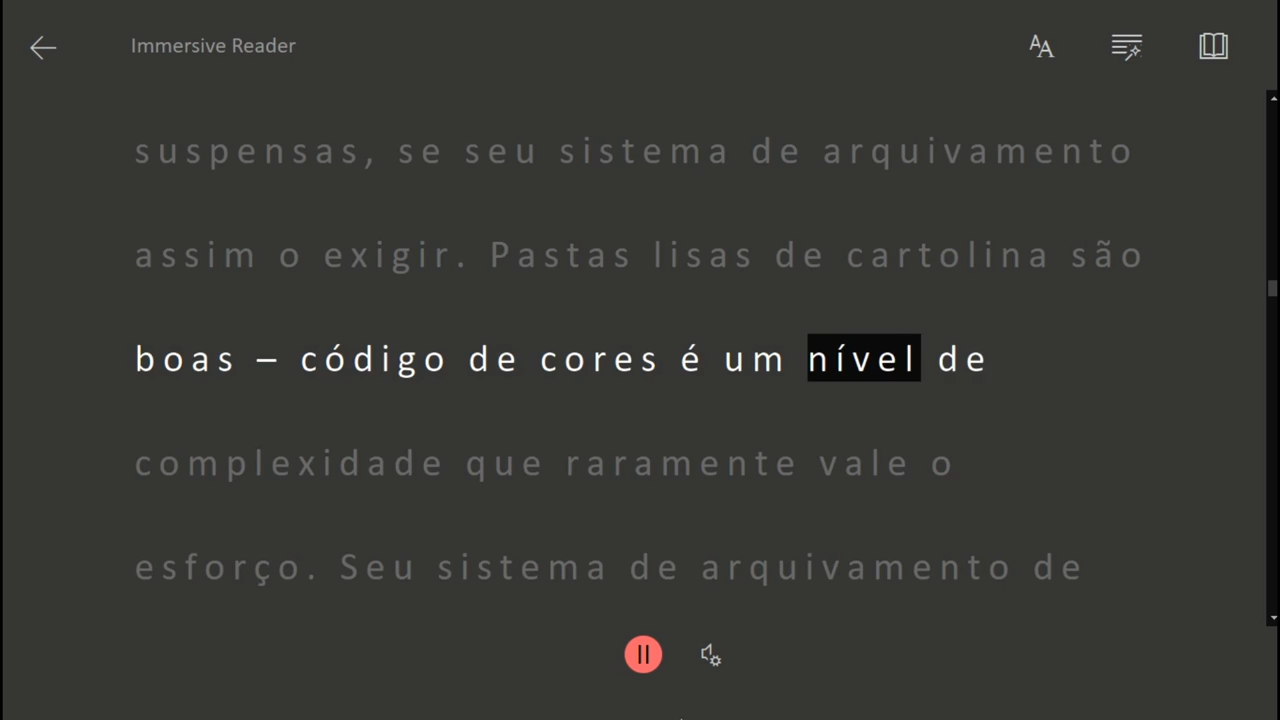 Immersive Reader
suspensas, se seu sistema de arquivamento
assim o exigir. Pastas lisas de cartolina são
boas – código de cores é um nível de
complexidade que raramente vale o
esforço. Seu sistema de arquivamento de